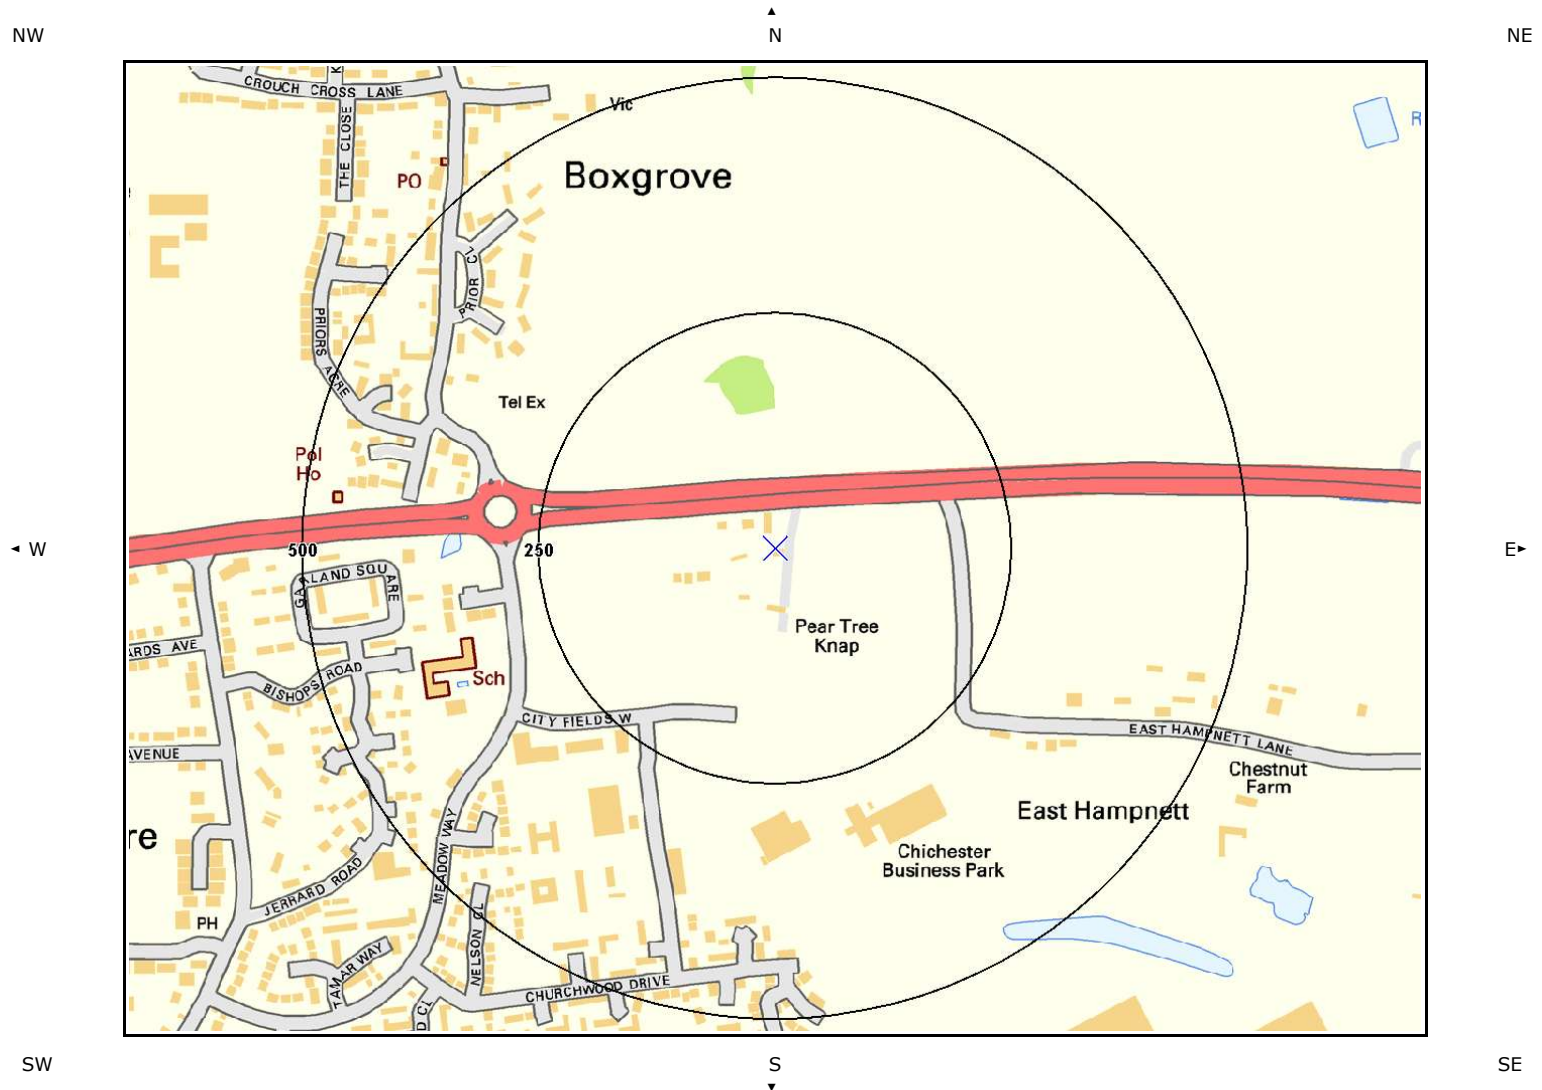 NW
N
NE
CROUCH CROSS LANE
K
THE CLOSE
Vic
R
PO
Boxgrove
PRIOR CL
PRIORS ACRE
Tel Ex
Pol
Ho
W
500
250
E
GARLAND SQUARE
ARDS AVE
BISHOPS ROAD
Sch
Pear Tree
Knap
CITY FIELDS W
AVENUE
EAST HAMPNETT LANE
Chestnut
Farm
East Hampnett
re
MEADOW WAY
Chichester
Business Park
JERRARD ROAD
PH
NELSON CL
TAMAR WAY
CHURCHWOOD DRIVE
D CL
SW
S
SE